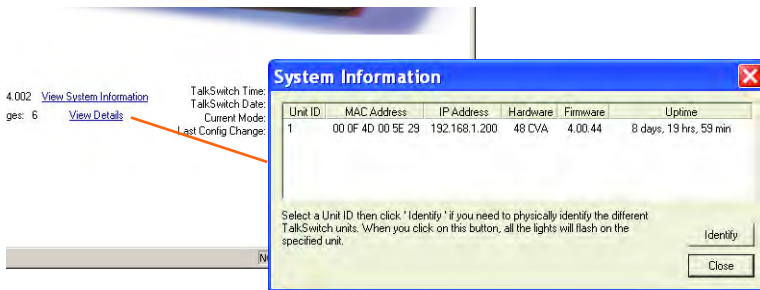 System Information
4.002 View System Information
TalkSwitch Time:
ges: 6 View Details
TalkSwitch Date:
Current Mode:
Last Config Change:
Unit ID MAC Address IP Address Hardware Firmware Uptime
1 00 0F 4D 00 5E 29 192.168.1.200 48 CVA 4.00.44 8 days, 19 hrs, 59 min
Select a Unit ID then click ' Identify ' if you need to physically identify the different
TalkSwitch units. When you click on this button, all the lights will flash on the
specified unit.
Identify
Close